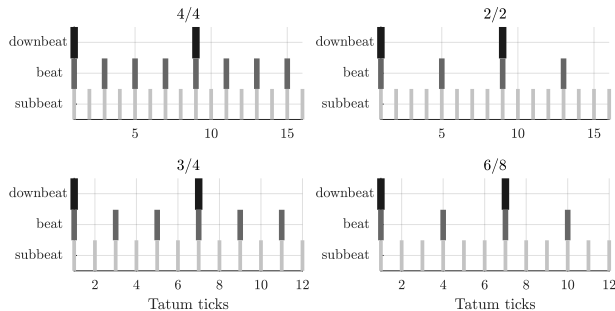 4/4
downbeat
beat
subbeat
5 10 15
2/2
downbeat
beat
subbeat
5 10 15
3/4
downbeat
beat
subbeat
2 4 6 8 10 12
Tatum ticks
6/8
downbeat
beat
subbeat
2 4 6 8 10 12
Tatum ticks